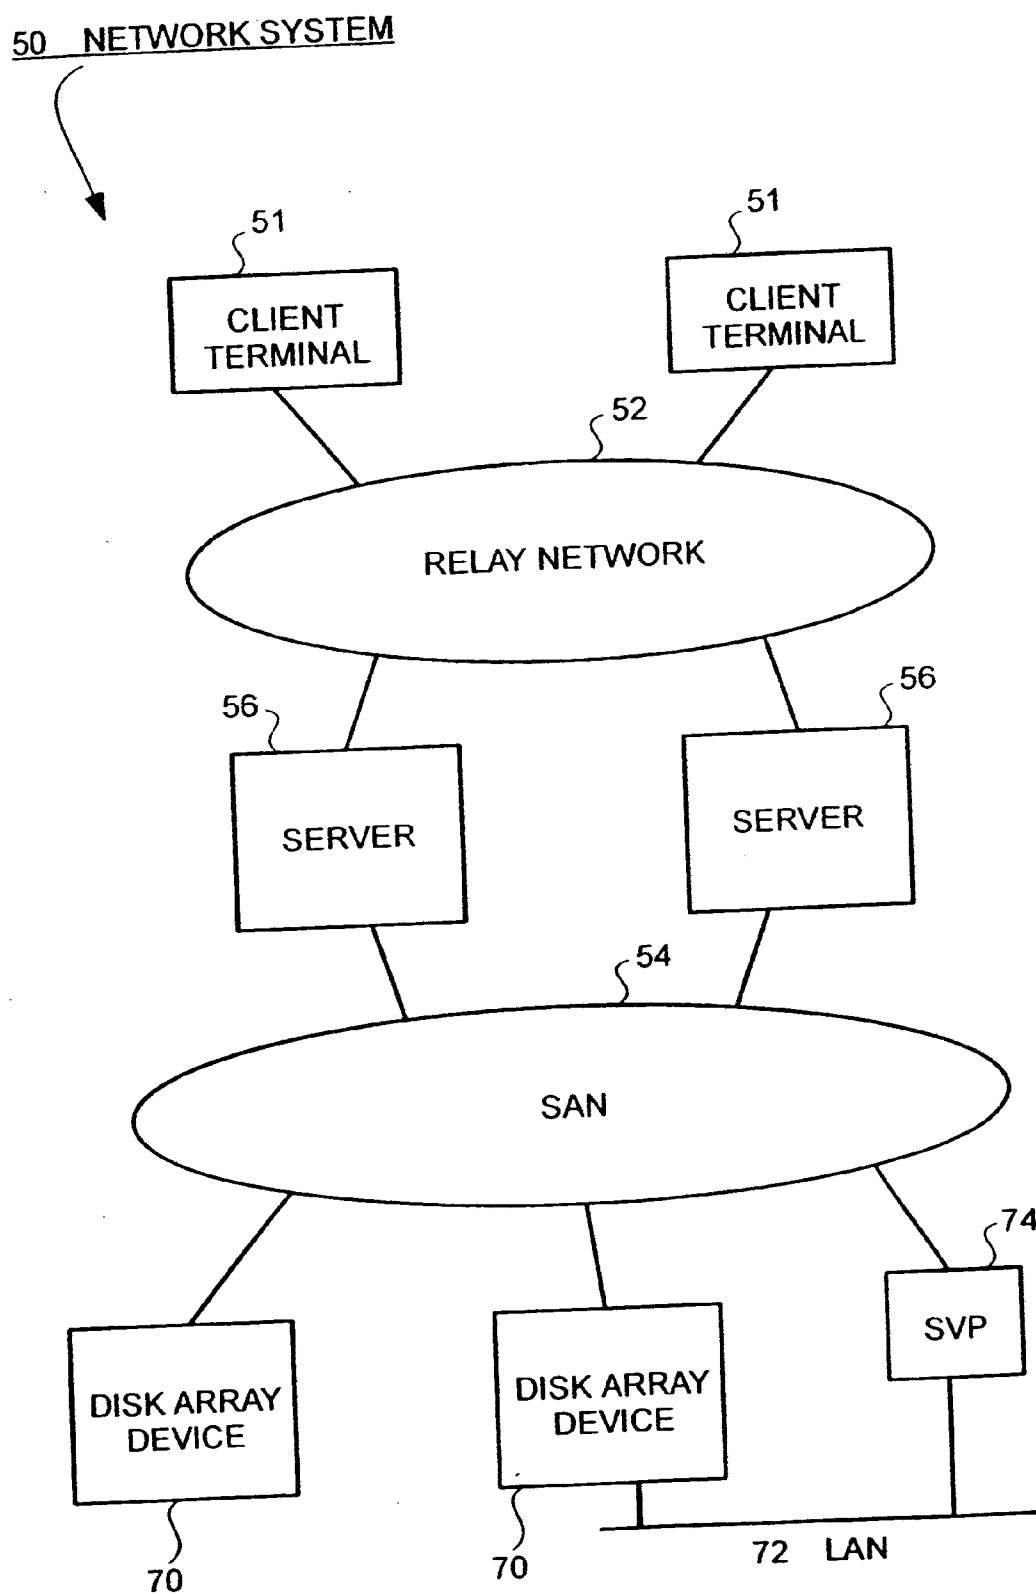 50 NETWORK SYSTEM
51
51
CLIENT
TERMINAL
CLIENT
TERMINAL
52
RELAY NETWORK
56
56
SERVER
SERVER
54
SAN
74
SVP
DISK ARRAY
DEVICE
DISK ARRAY
DEVICE
70
70
72 LAN